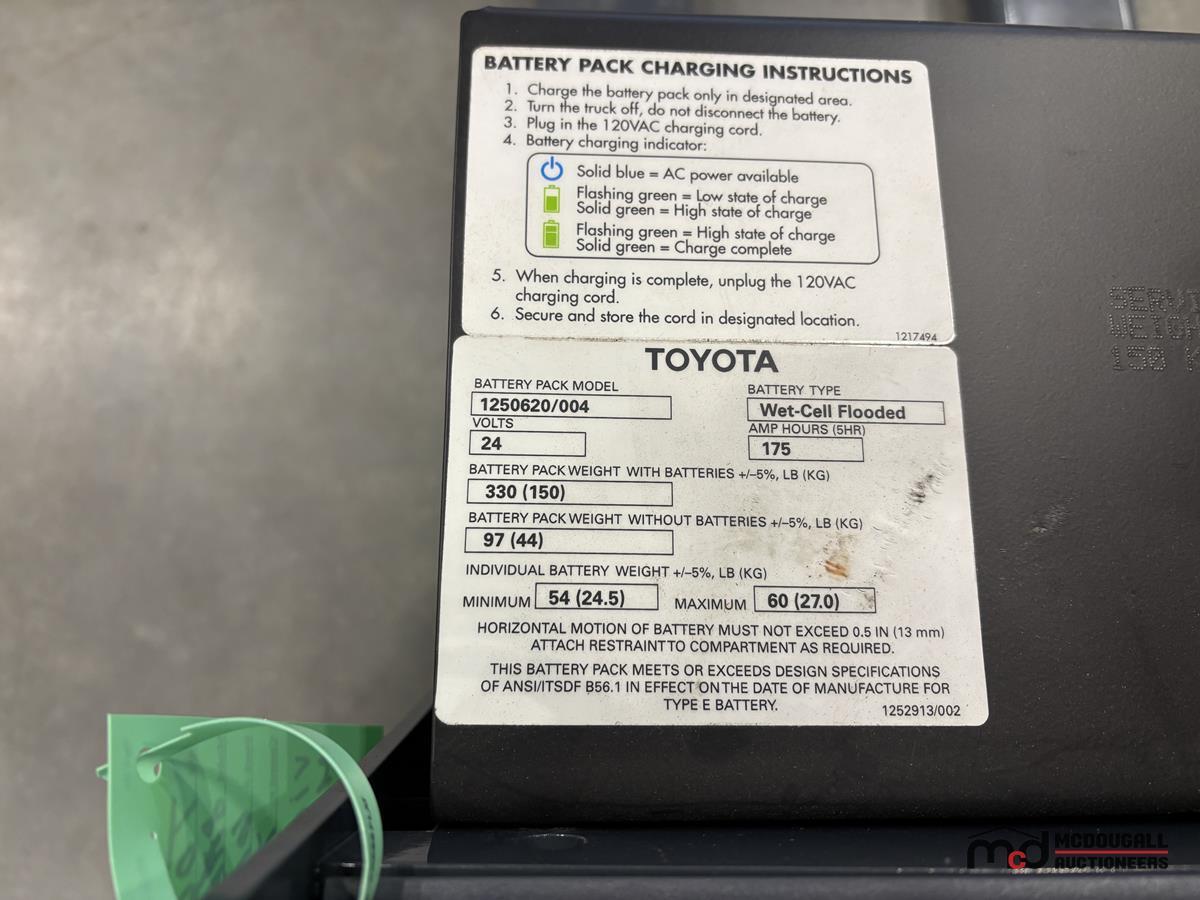 BATTERY PACK CHARGING INSTRUCTIONS
1. Charge the battery pack only in designated area.
2. Turn the truck off, do not disconnect the battery.
3. Plug in the 120VAC charging cord.
4. Battery charging indicator:
Solid blue = AC power available
Flashing green = Low state of charge
Solid green = High state of charge
Flashing green = High state of charge
Solid green = Charge complete
5. When charging is complete, unplug the 120VAC
charging cord.
6. Secure and store the cord in designated location.
1217494
TOYOTA
BATTERY PACK MODEL
1250620/004
BATTERY TYPE
Wet-Cell Flooded
VOLTS
24
AMP HOURS (5HR)
175
BATTERY PACK WEIGHT WITH BATTERIES +/–5%, LB (KG)
330 (150)
BATTERY PACK WEIGHT WITHOUT BATTERIES +/–5%, LB (KG)
97 (44)
INDIVIDUAL BATTERY WEIGHT +/–5%, LB (KG)
MINIMUM 54 (24.5) MAXIMUM 60 (27.0)
HORIZONTAL MOTION OF BATTERY MUST NOT EXCEED 0.5 IN (13 mm)
ATTACH RESTRAINT TO COMPARTMENT AS REQUIRED.
THIS BATTERY PACK MEETS OR EXCEEDS DESIGN SPECIFICATIONS
OF ANSI/ITSDF B56.1 IN EFFECT ON THE DATE OF MANUFACTURE FOR
TYPE E BATTERY.
1252913/002
150
mcd MCDOUGALL
AUCTIONEERS